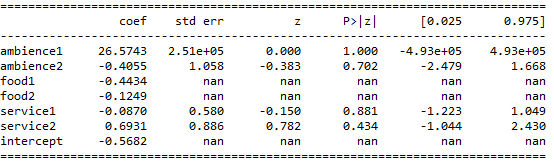 ==============================================================================
coef std err z P>|z| [0.025 0.975]
------------------------------------------------------------------------------
ambience1 26.5743 2.51e+05 0.000 1.000 -4.93e+05 4.93e+05
ambience2 -0.4055 1.058 -0.383 0.702 -2.479 1.668
food1 -0.4434 nan nan nan nan nan
food2 -0.1249 nan nan nan nan nan
service1 -0.0870 0.580 -0.150 0.881 -1.223 1.049
service2 0.6931 0.886 0.782 0.434 -1.044 2.430
intercept -0.5682 nan nan nan nan nan
==============================================================================